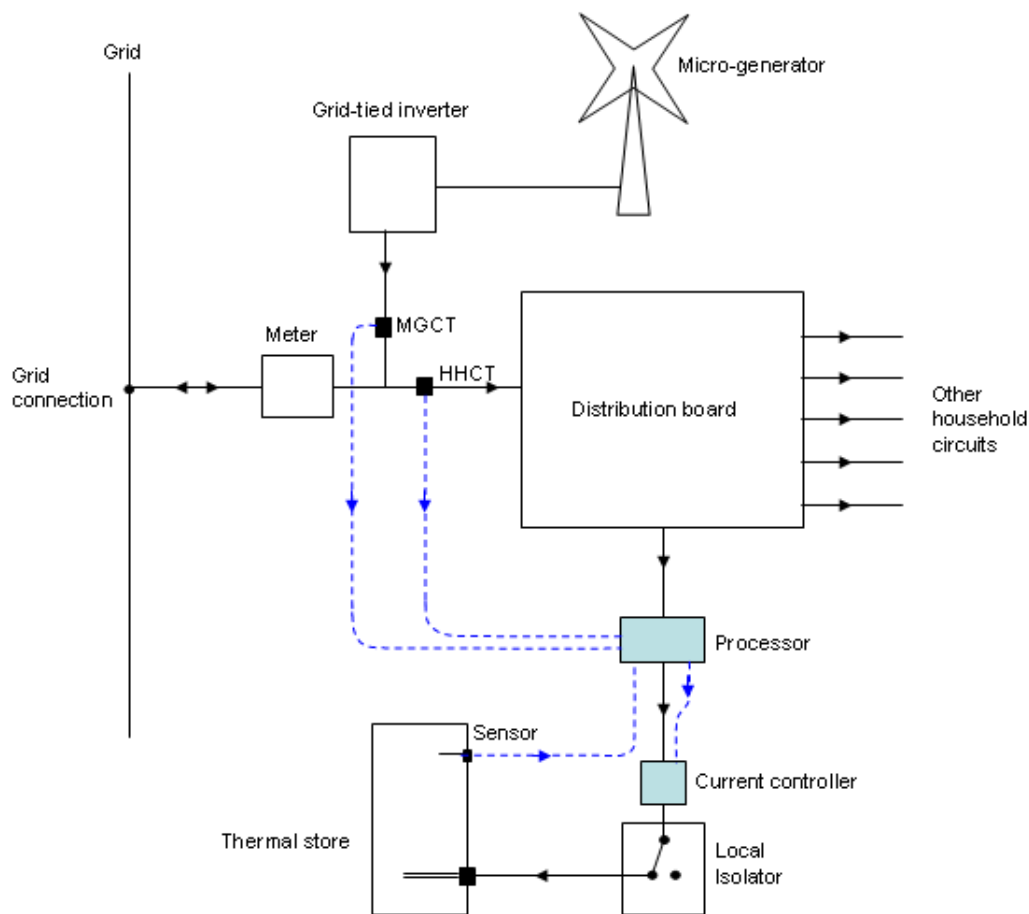 Grid
Micro-generator
Grid-tied inverter
MGCT
Meter
HHCT
Grid
connection
Distribution board
Other
household
circuits
Processor
Sensor
Current controller
Thermal store
Local
Isolator